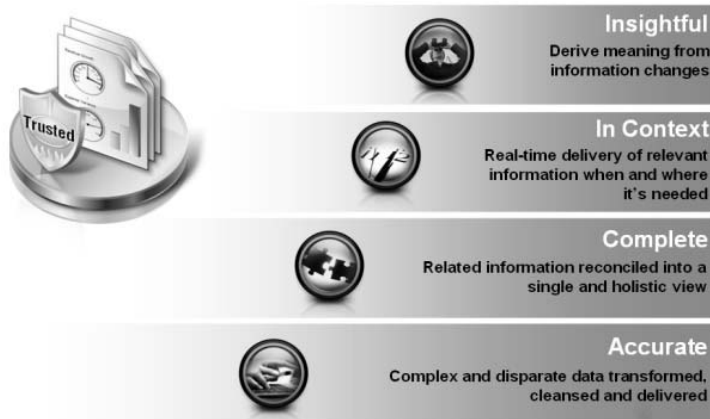 Trusted
Insightful
Derive meaning from
information changes
In Context
Real-time delivery of relevant
information when and where
it's needed
Complete
Related information reconciled into a
single and holistic view
Accurate
Complex and disparate data transformed,
cleansed and delivered